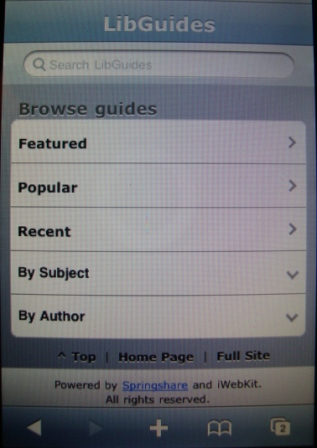 LibGuides
Search LibGuides
Browse guides
Featured
Popular
Recent
By Subject
By Author
^ Top | Home Page | Full Site
Powered by Springshare and iWebKit.
All rights reserved.
2